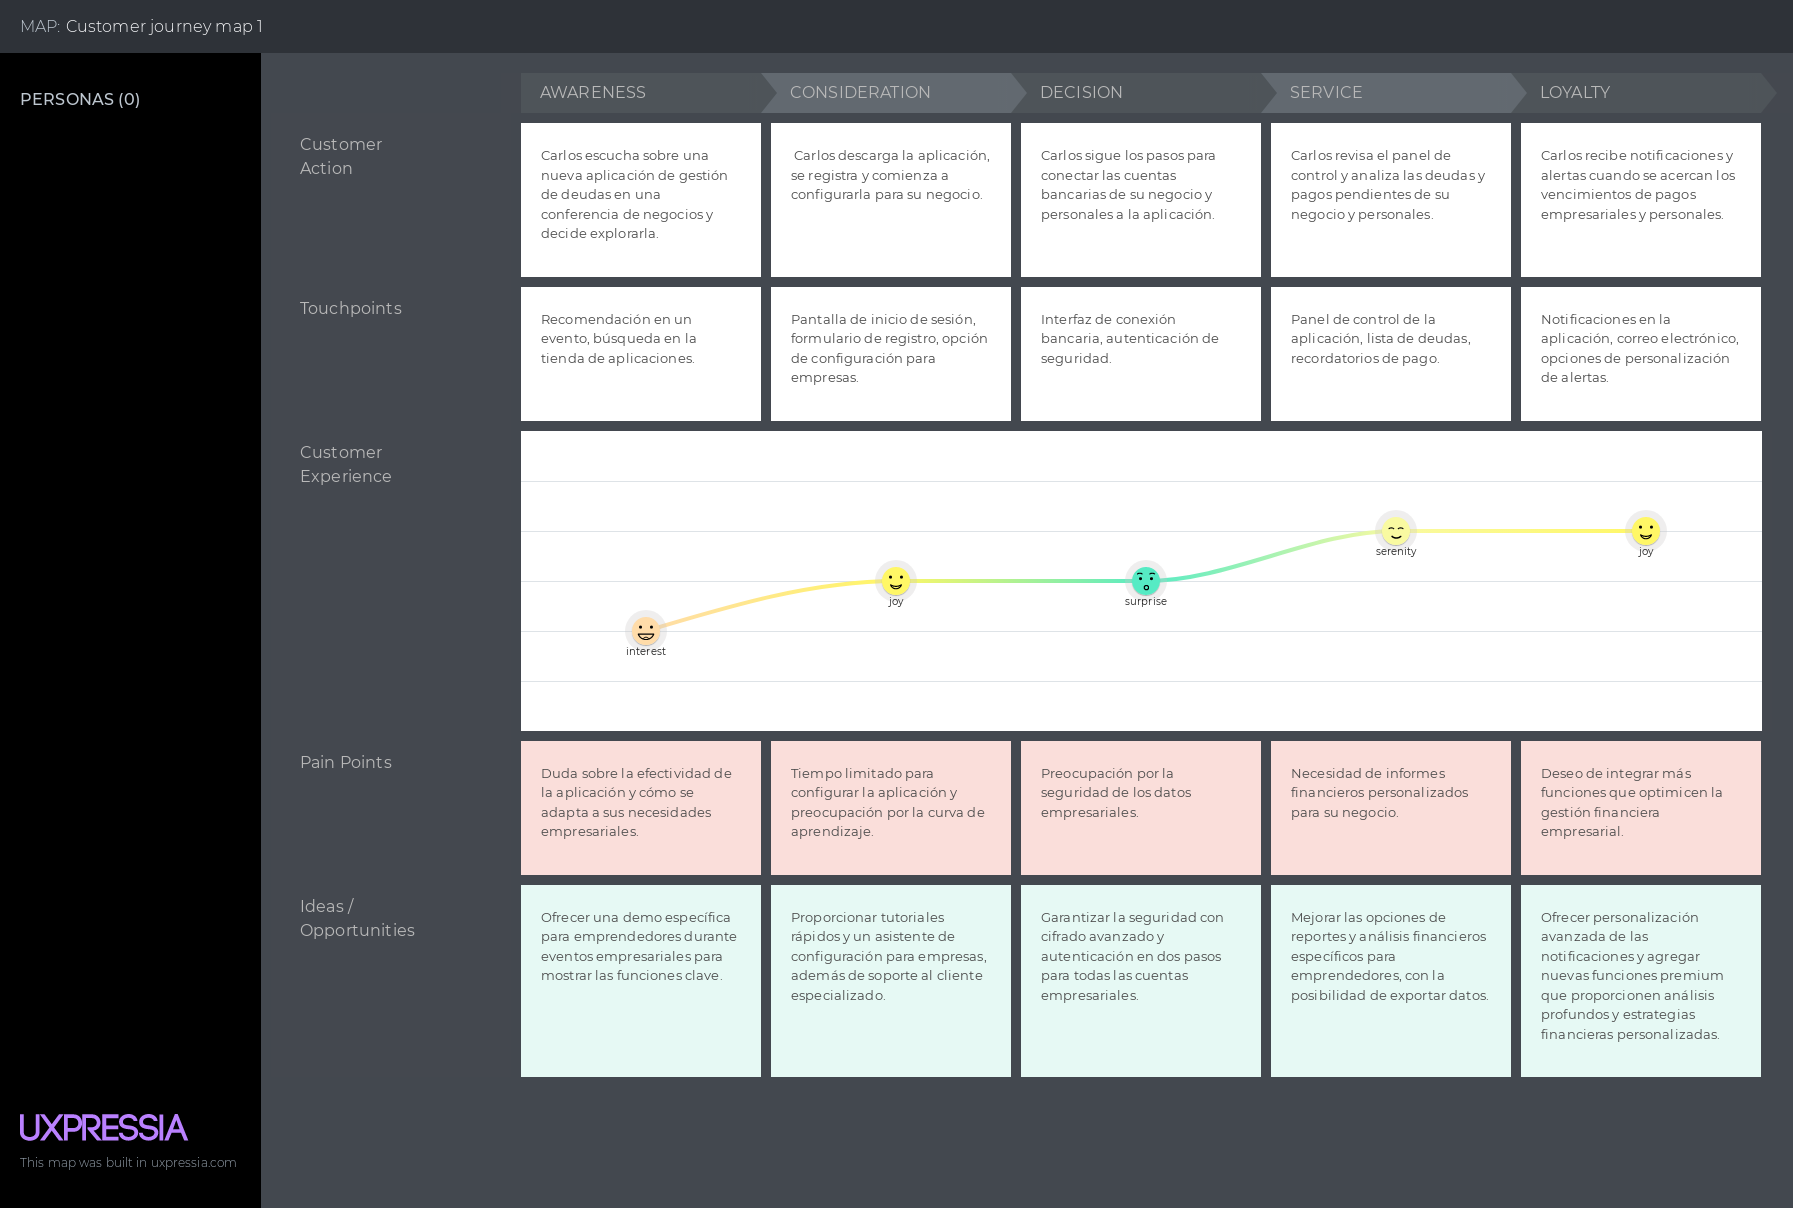 MAP: Customer journey map 1
PERSONAS (0)
AWARENESS
CONSIDERATION
DECISION
SERVICE
LOYALTY
Customer
Action
Carlos escucha sobre una
nueva aplicación de gestión
de deudas en una
conferencia de negocios y
decide explorarla.
Carlos descarga la aplicación,
se registra y comienza a
configurarla para su negocio.
Carlos sigue los pasos para
conectar las cuentas
bancarias de su negocio y
personales a la aplicación.
Carlos revisa el panel de
control y analiza las deudas y
pagos pendientes de su
negocio y personales.
Carlos recibe notificaciones y
alertas cuando se acercan los
vencimientos de pagos
empresariales y personales.
Touchpoints
Recomendación en un
evento, búsqueda en la
tienda de aplicaciones.
Pantalla de inicio de sesión,
formulario de registro, opción
de configuración para
empresas.
Interfaz de conexión
bancaria, autenticación de
seguridad.
Panel de control de la
aplicación, lista de deudas,
recordatorios de pago.
Notificaciones en la
aplicación, correo electrónico,
opciones de personalización
de alertas.
Customer
Experience
interest
joy
surprise
serenity
joy
Pain Points
Duda sobre la efectividad de
la aplicación y cómo se
adapta a sus necesidades
empresariales.
Tiempo limitado para
configurar la aplicación y
preocupación por la curva de
aprendizaje.
Preocupación por la
seguridad de los datos
empresariales.
Necesidad de informes
financieros personalizados
para su negocio.
Deseo de integrar más
funciones que optimicen la
gestión financiera
empresarial.
Ideas /
Opportunities
Ofrecer una demo específica
para emprendedores durante
eventos empresariales para
mostrar las funciones clave.
Proporcionar tutoriales
rápidos y un asistente de
configuración para empresas,
además de soporte al cliente
especializado.
Garantizar la seguridad con
cifrado avanzado y
autenticación en dos pasos
para todas las cuentas
empresariales.
Mejorar las opciones de
reportes y análisis financieros
específicos para
emprendedores, con la
posibilidad de exportar datos.
Ofrecer personalización
avanzada de las
notificaciones y agregar
nuevas funciones premium
que proporcionen análisis
profundos y estrategias
financieras personalizadas.
UXPRESSIA
This map was built in uxpressia.com